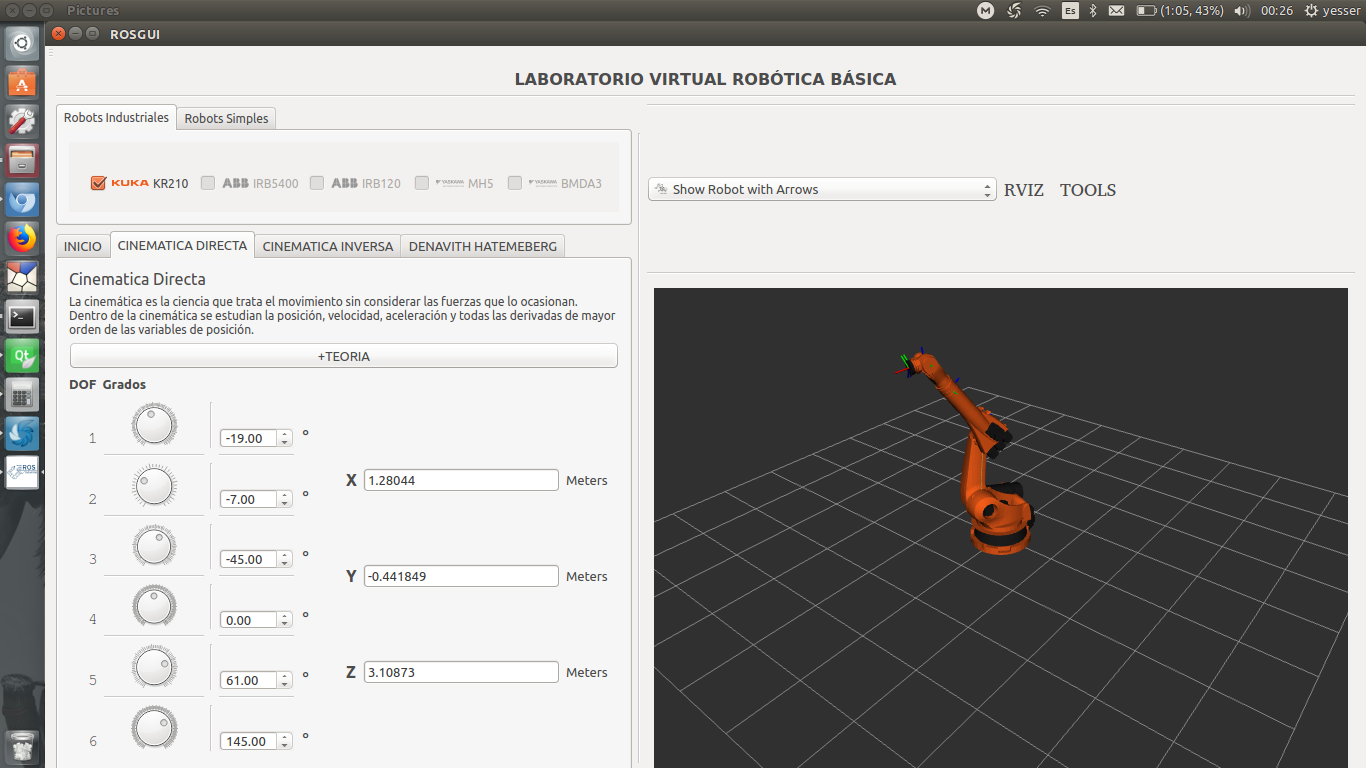 Pictures
M
Es
(1:05, 43%)
00:26
yesser
ROSGUI
LABORATORIO VIRTUAL ROBÓTICA BÁSICA
Robots Industriales
Robots Simples
KUKA KR210
ABB IRB5400
ABB IRB120
YASKAWA MH5
YASKAWA BMDA3
Show Robot with Arrows
RVIZ
TOOLS
INICIO
CINEMATICA DIRECTA
CINEMATICA INVERSA
DENAVITH HATEMEBERG
Cinematica Directa
La cinemática es la ciencia que trata el movimiento sin considerar las fuerzas que lo ocasionan.
Dentro de la cinemática se estudian la posición, velocidad, aceleración y todas las derivadas de mayor
orden de las variables de posición.
+TEORIA
DOF Grados
1 -19.00 °
2 -7.00 °
X 1.28044 Meters
3 -45.00 °
Y -0.441849 Meters
4 0.00 °
5 61.00 °
Z 3.10873 Meters
6 145.00 °
Qt
ROS